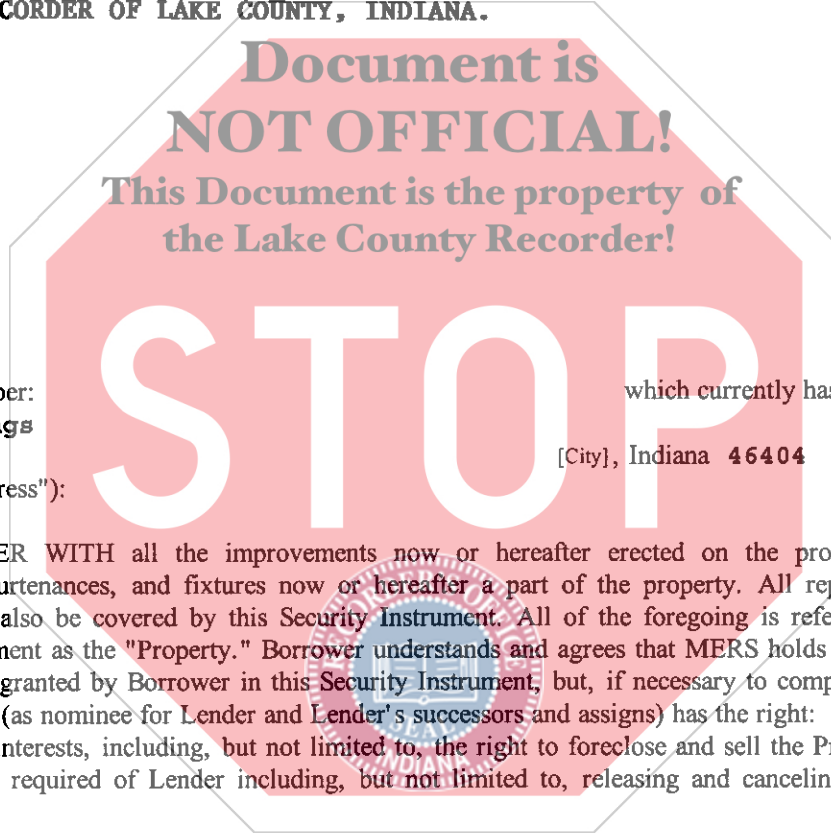 CORDER OF LAKE COUNTY, INDIANA.
Document is
NOT OFFICIAL!
This Document is the property of
the Lake County Recorder!
STOP
ber: which currently has
ngs
[City], Indiana 46404
ress"):
ER WITH all the improvements now or hereafter erected on the pro
urtenances, and fixtures now or hereafter a part of the property. All rep
also be covered by this Security Instrument. All of the foregoing is refe
nent as the "Property." Borrower understands and agrees that MERS holds
granted by Borrower in this Security Instrument, but, if necessary to comp
(as nominee for Lender and Lender's successors and assigns) has the right:
nterests, including, but not limited to, the right to foreclose and sell the Pr
required of Lender including, but not limited to, releasing and cancelin
RECORDER'S OFFICE
SEAL
INDIANA